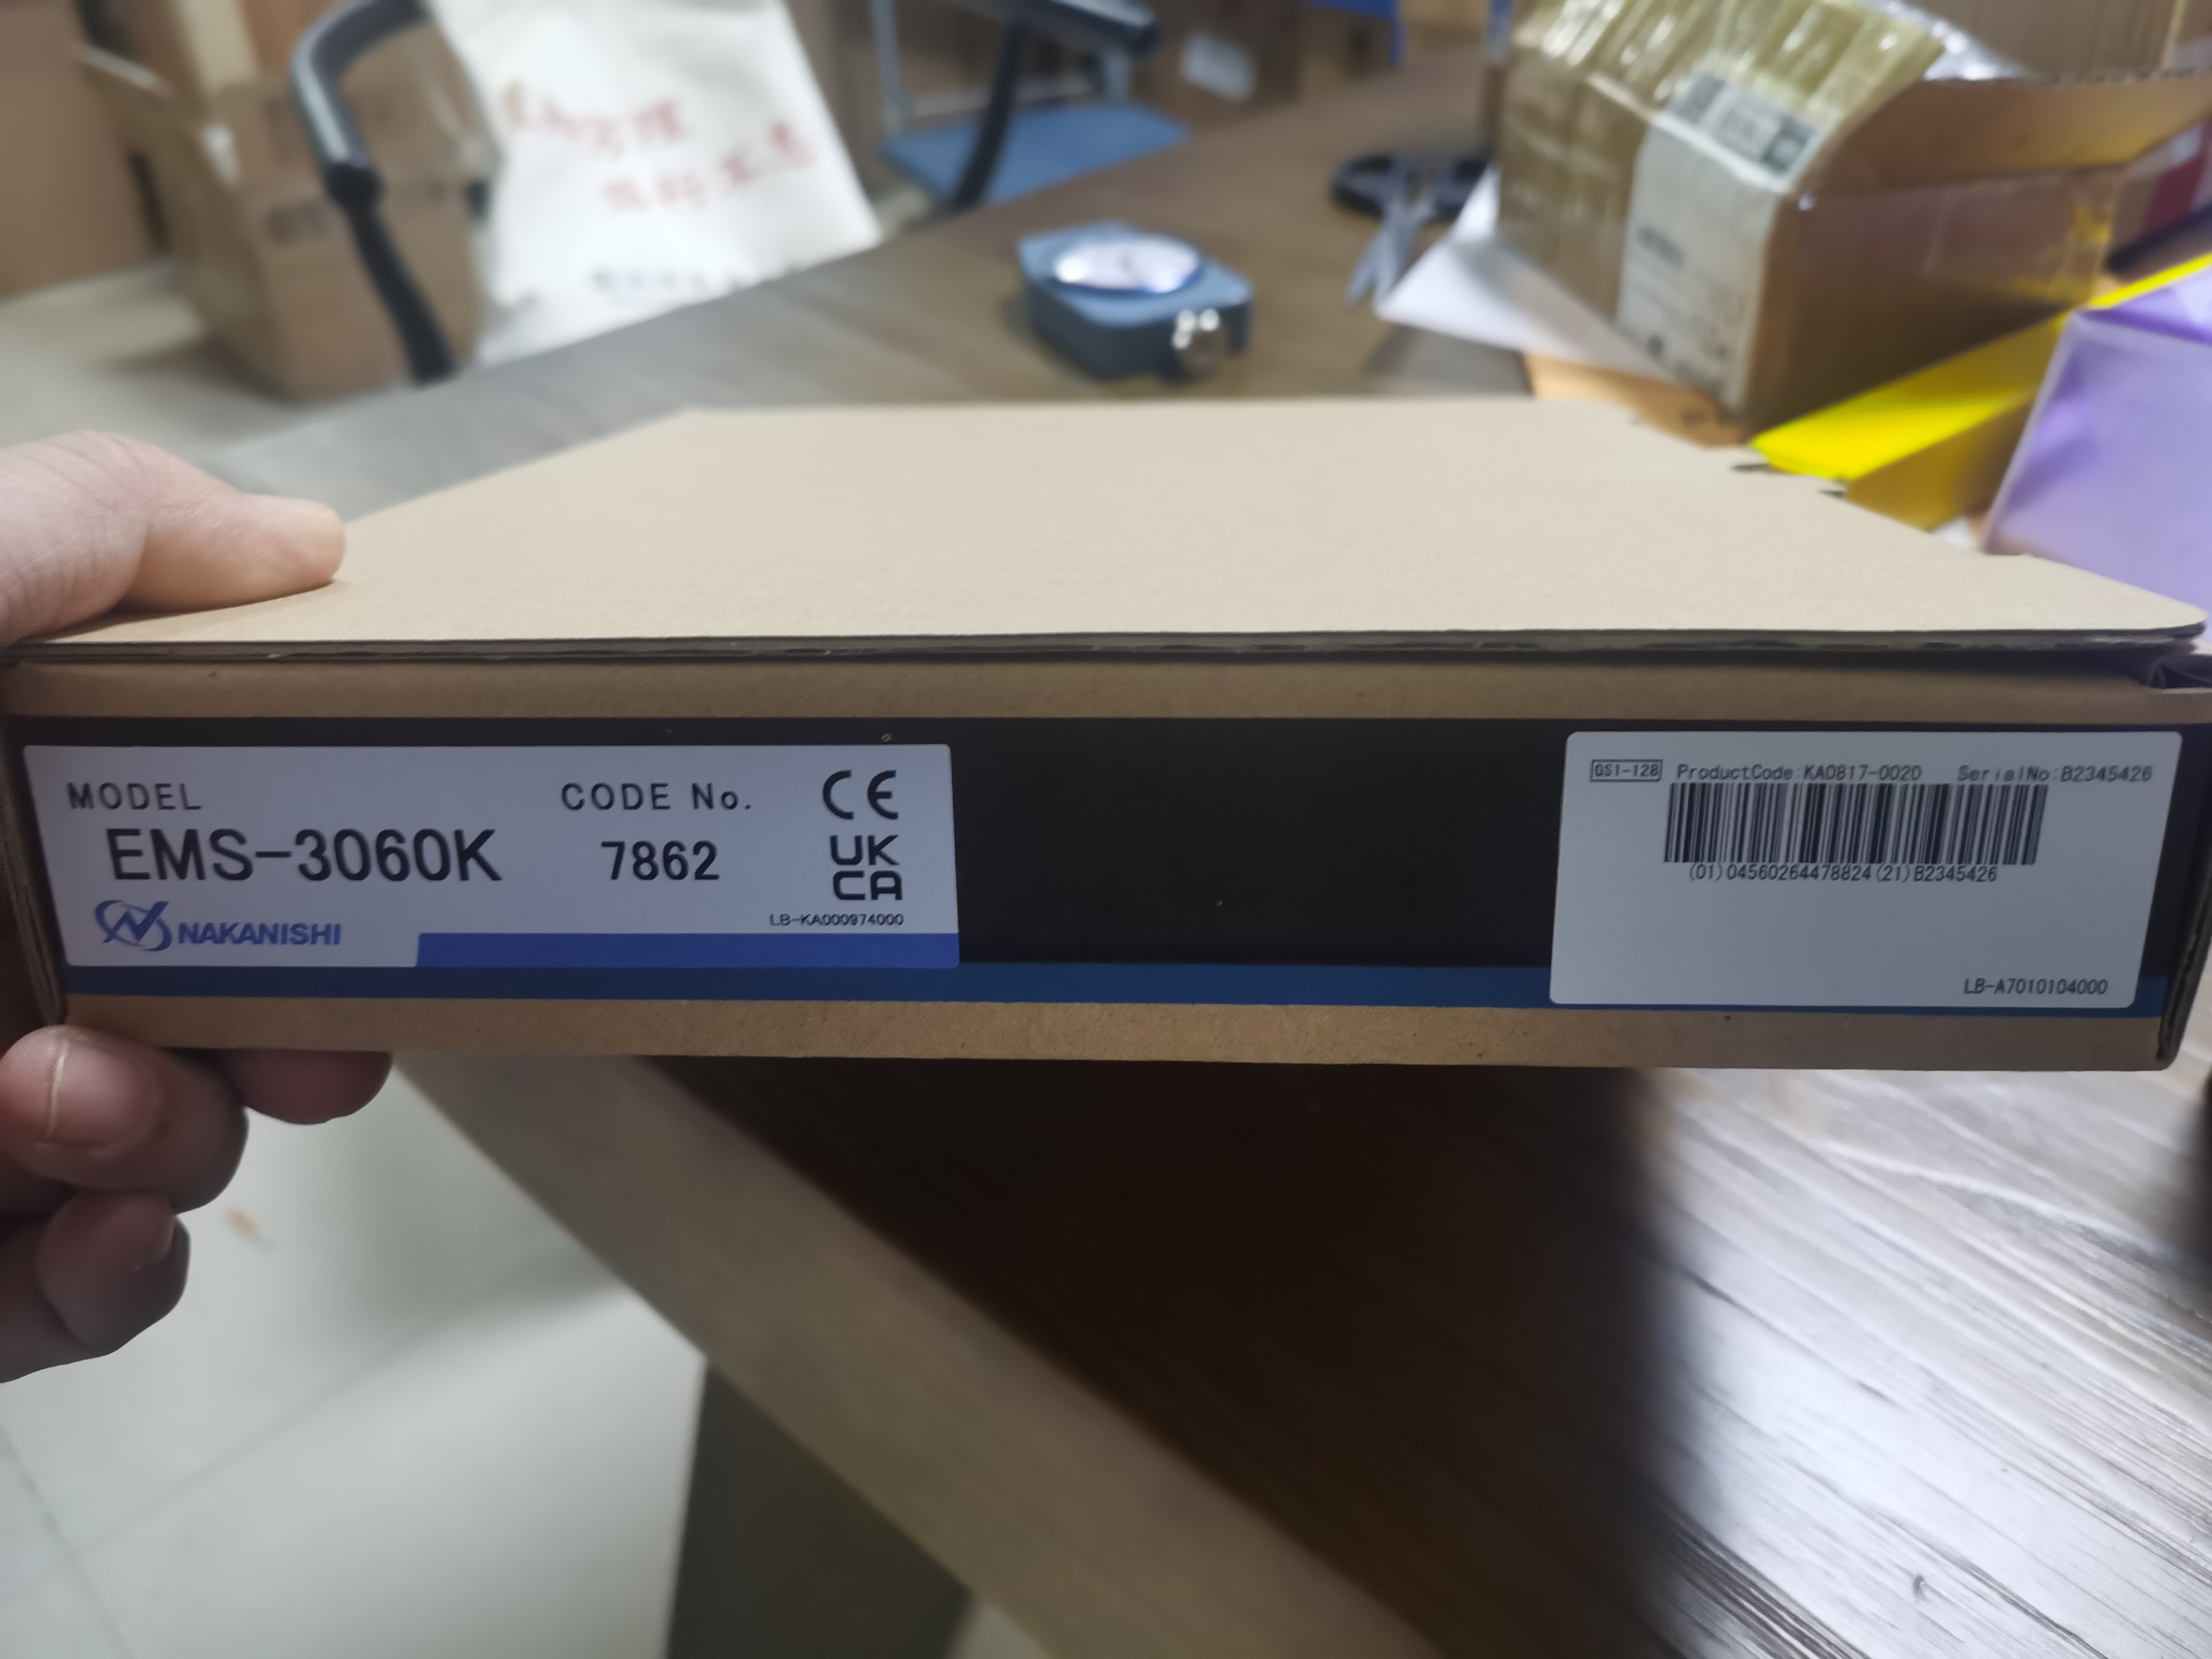 MODEL
EMS-3060K
CODE No.
7862
CE
UK
CA
LB-KA000974000
NAKANISHI
GS1-128 ProductCode:KA0817-0020 SerialNo:B2345426
(01)04560264478824(21)B2345426
LB-A7010104000